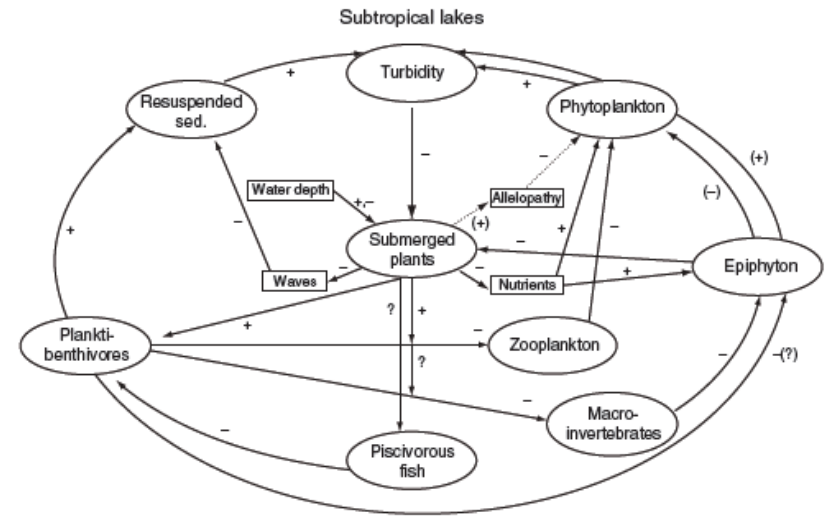 Subtropical lakes
Turbidity
Resuspended
sed.
Phytoplankton
+
+
(+)
–
–
(–)
Water depth
+,–
Allelopathy
(+)
+
–
–
Submerged
plants
–
+
Epiphyton
–
Waves
–
–
Nutrients
+
?
+
+
Plankti-
benthivores
–
Zooplankton
?
–
–(?)
–
Macro-
invertebrates
–
Piscivorous
fish